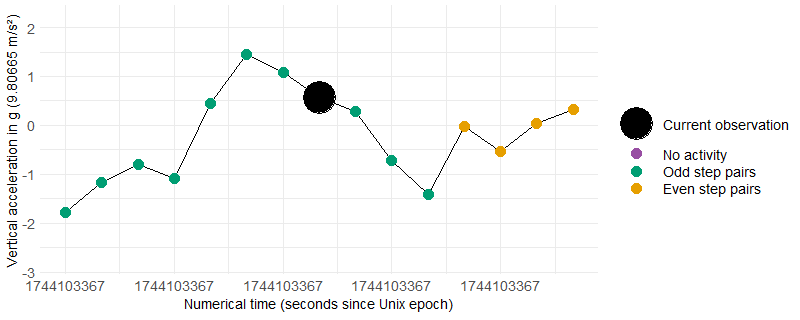 Vertical acceleration in g (9.80665 m/s²)
2
1
0
-1
-2
-3
1744103367 1744103367 1744103367 1744103367 1744103367
Numerical time (seconds since Unix epoch)
Current observation
No activity
Odd step pairs
Even step pairs